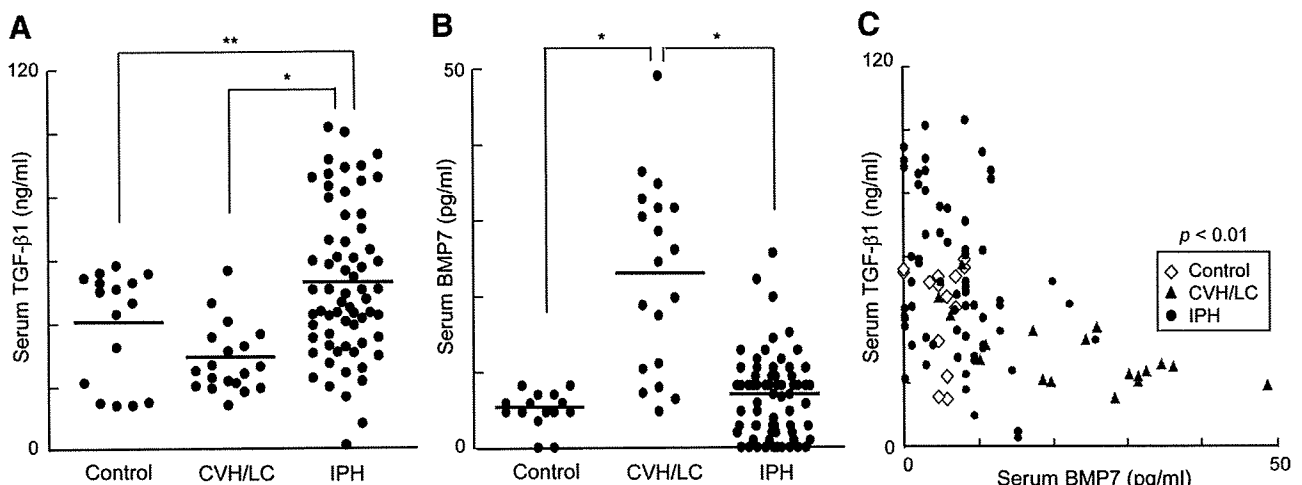 A
**
*
120
Serum TGF-β1 (ng/ml)
0
Control CVH/LC IPH
B
* *
50
Serum BMP7 (pg/ml)
0
Control CVH/LC IPH
C
120
Serum TGF-β1 (ng/ml)
0
p < 0.01
Control
CVH/LC
IPH
0 50
Serum BMP7 (pg/ml)